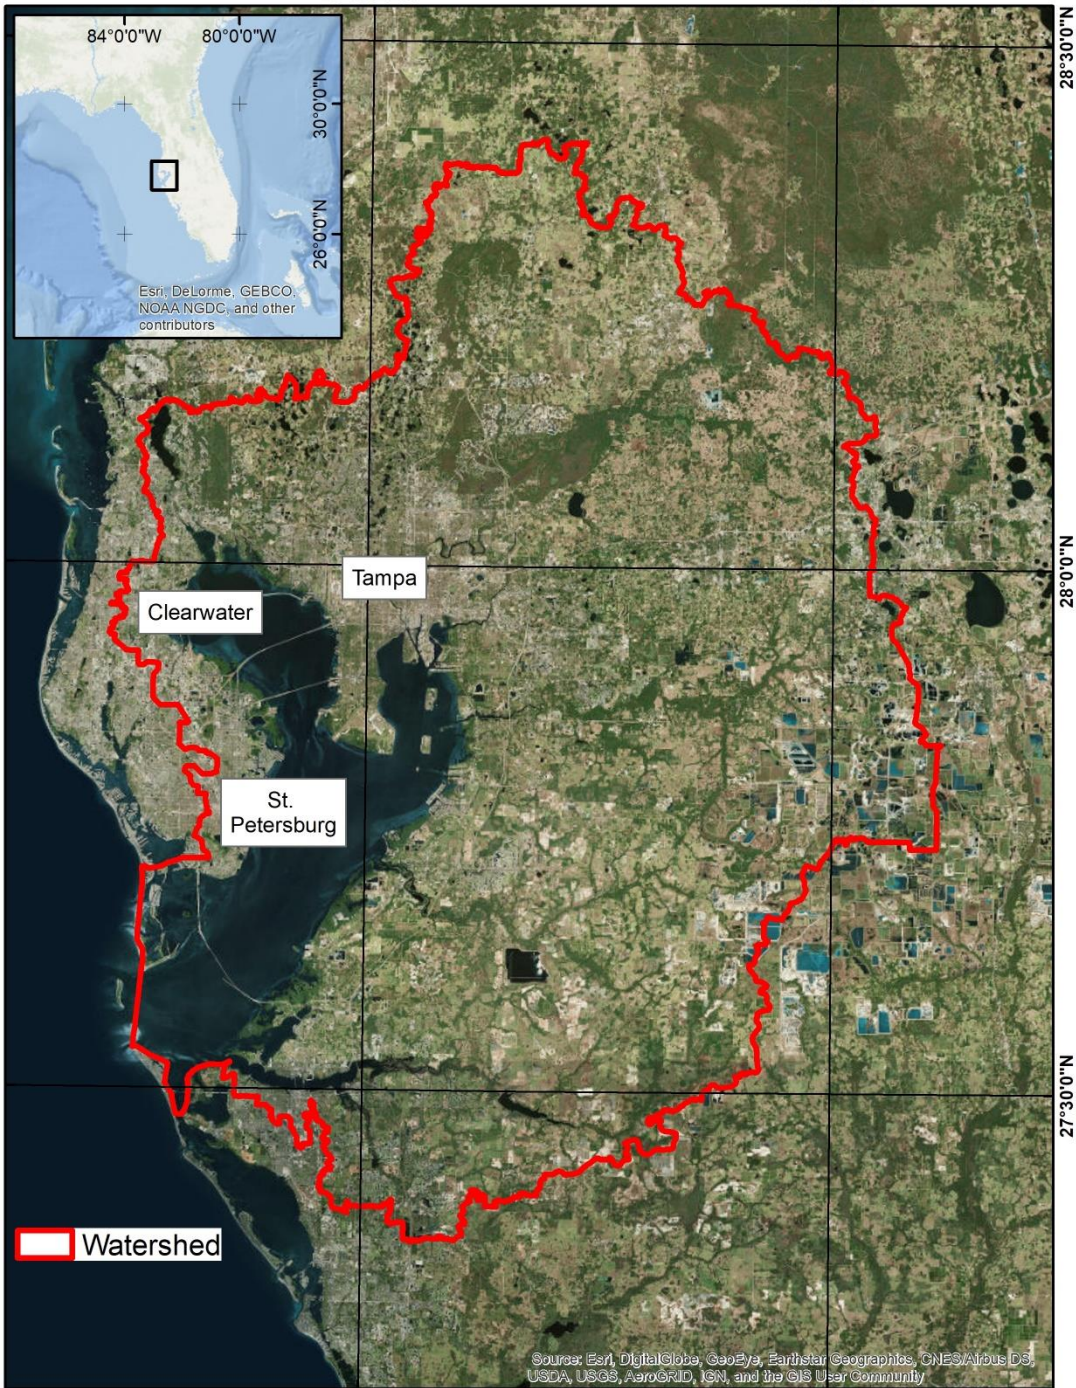 84°0'0"W
80°0'0"W
30°0'0"N
26°0'0"N
Esri, DeLorme, GEBCO,
NOAA NGDC, and other
contributors
28°30'0"N
Tampa
28°0'0"N
Clearwater
St.
Petersburg
27°30'0"N
Watershed
Source: Esri, DigitalGlobe, GeoEye, Earthstar Geographics, CNES/Airbus DS,
USDA, USGS, AeroGRID, IGN, and the GIS User Community